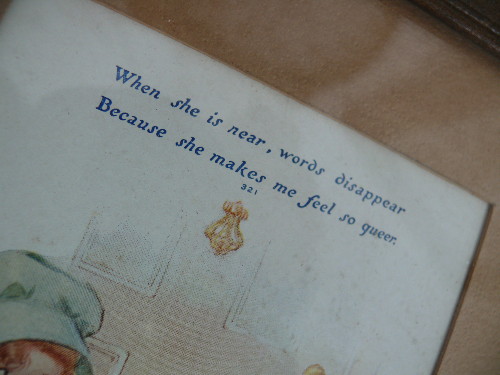 When she is near, words disappear
Because she makes me feel so queer.
321